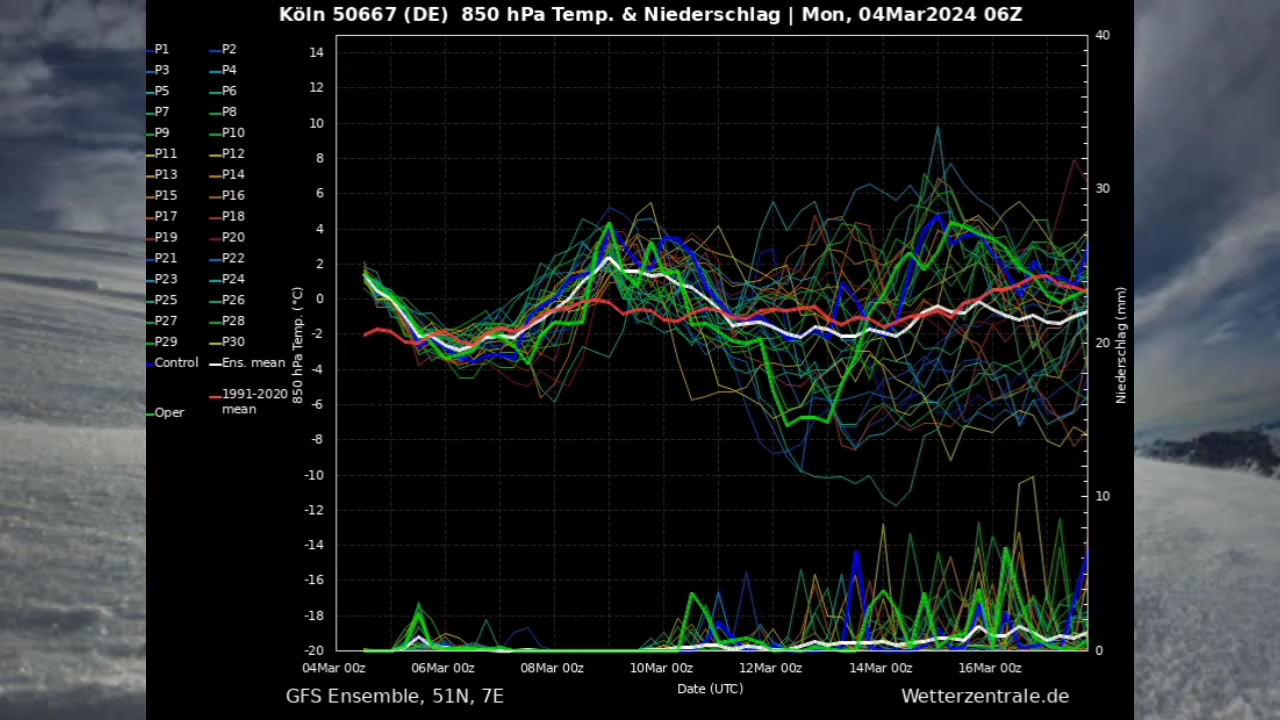 Köln 50667 (DE)  850 hPa Temp. & Niederschlag | Mon, 04Mar2024 06Z
P1 P2
P3 P4
P5 P6
P7 P8
P9 P10
P11 P12
P13 P14
P15 P16
P17 P18
P19 P20
P21 P22
P23 P24
P25 P26
P27 P28
P29 P30
Control Ens. mean
1991-2020
mean
Oper
850 hPa Temp. (°C)
14
12
10
8
6
4
2
0
-2
-4
-6
-8
-10
-12
-14
-16
-18
-20
40
30
20
10
0
Niederschlag (mm)
04Mar 00z 06Mar 00z 08Mar 00z 10Mar 00z 12Mar 00z 14Mar 00z 16Mar 00z
Date (UTC)
GFS Ensemble, 51N, 7E
Wetterzentrale.de